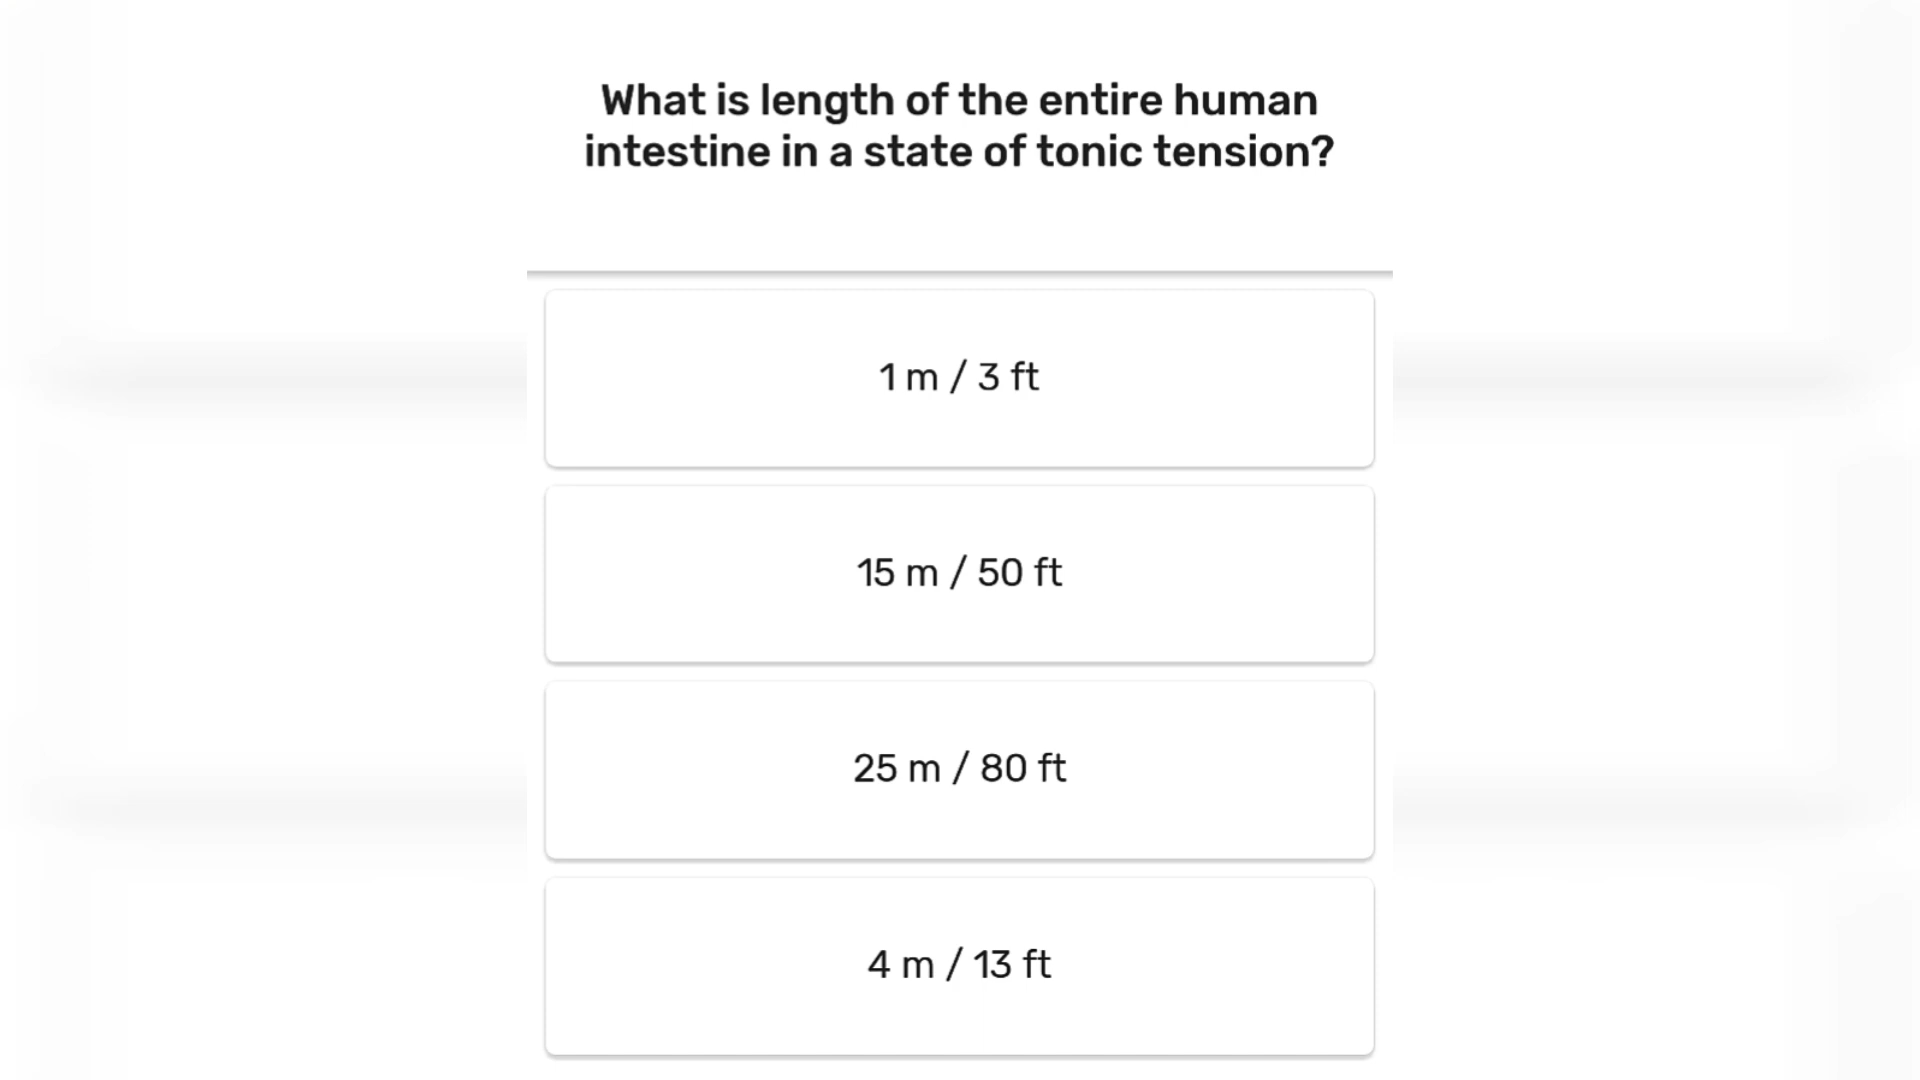 What is length of the entire human
intestine in a state of tonic tension?
1 m / 3 ft
15 m / 50 ft
25 m / 80 ft
4 m / 13 ft